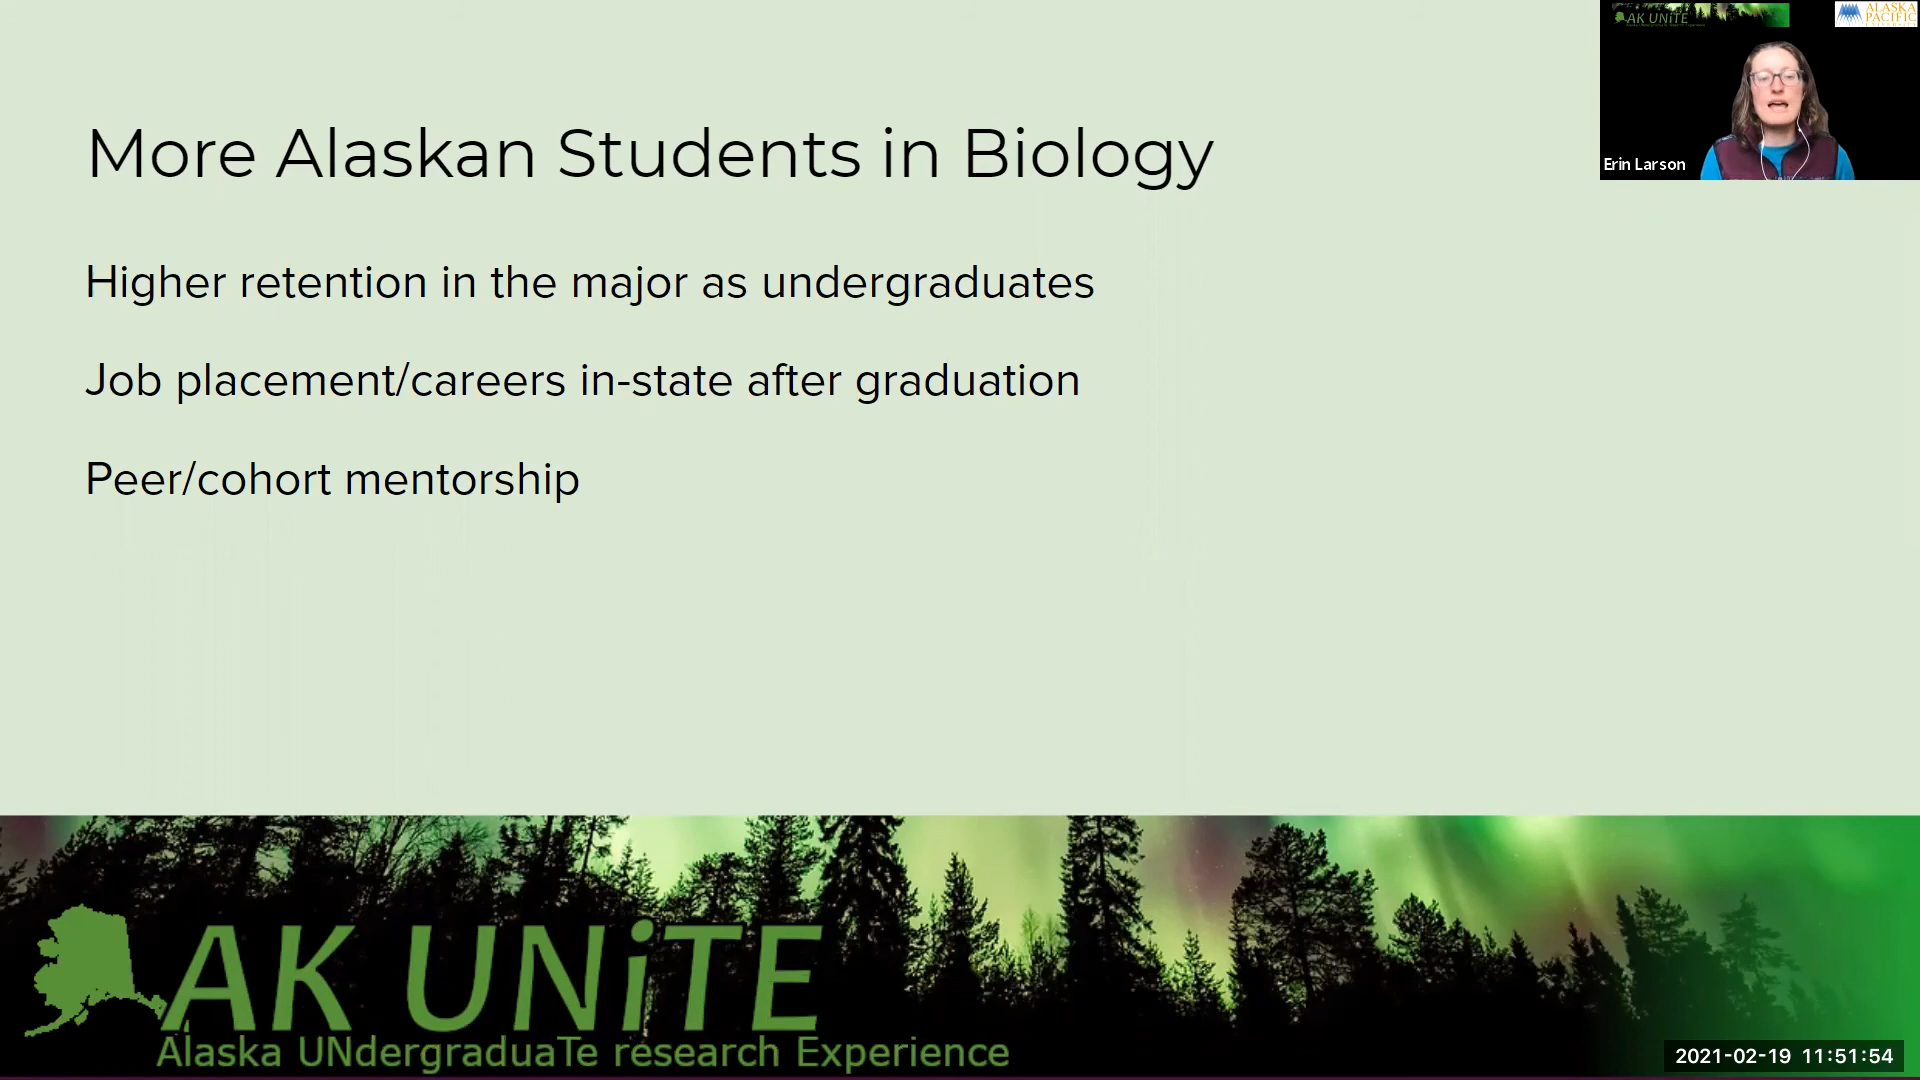 AK UNiTE
ALASKA
PACIFIC
Erin Larson
More Alaskan Students in Biology
Higher retention in the major as undergraduates
Job placement/careers in-state after graduation
Peer/cohort mentorship
AK UNiTE
Alaska UNdergraduaTe research Experience
2021-02-19 11:51:54